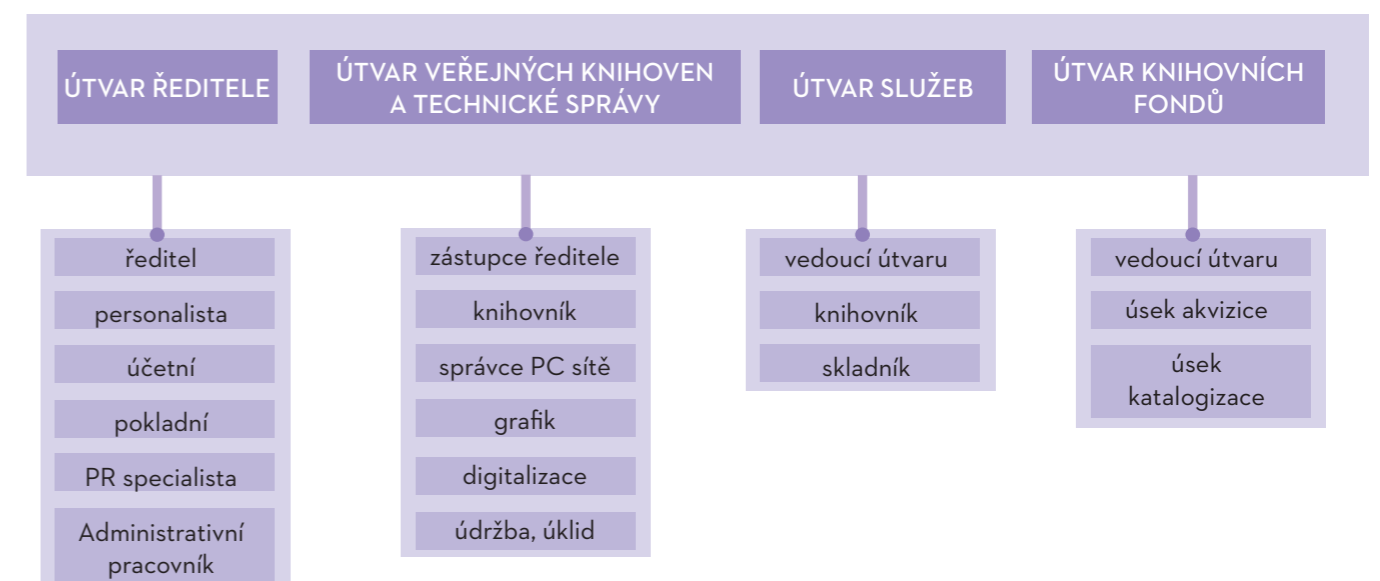 ÚTVAR ŘEDITELE
ÚTVAR VEŘEJNÝCH KNIHOVEN
A TECHNICKÉ SPRÁVY
ÚTVAR SLUŽEB
ÚTVAR KNIHOVNÍCH
FONDŮ
ředitel
personalista
účetní
pokladní
PR specialista
Administrativní
pracovník
zástupce ředitele
knihovník
správce PC sítě
grafik
digitalizace
údržba, úklid
vedoucí útvaru
knihovník
skladník
vedoucí útvaru
úsek akvizice
úsek
katalogizace